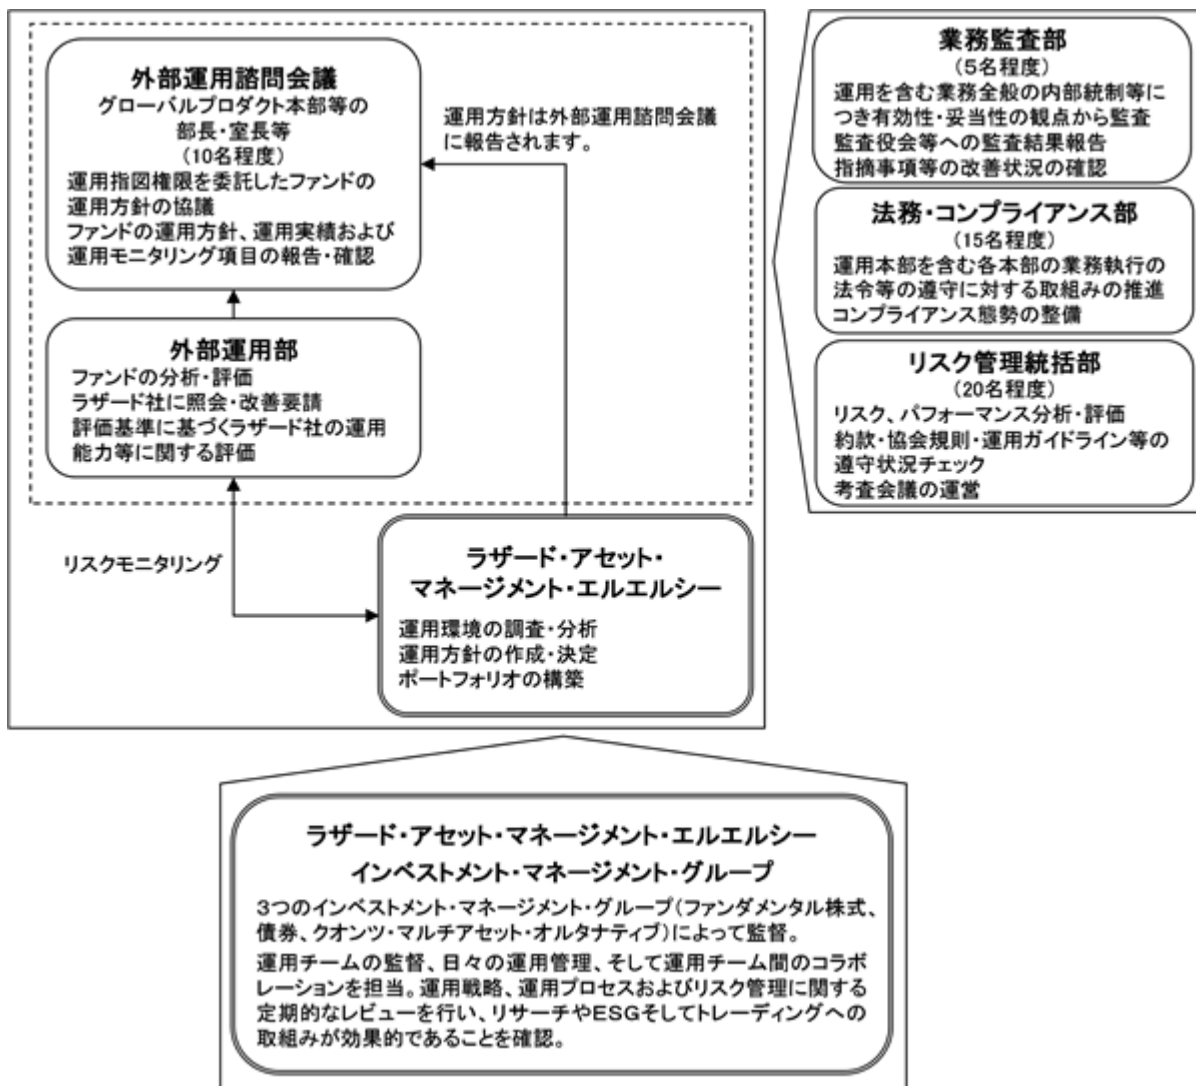 外部運用諮問会議
グローバルプロダクト本部等の
部長・室長等
(10名程度)
運用指図権限を委託したファンドの
運用方針の協議
ファンドの運用方針、運用実績および
運用モニタリング項目の報告・確認
運用方針は外部運用諮問会議
に報告されます。
外部運用部
ファンドの分析・評価
ラザード社に照会・改善要請
評価基準に基づくラザード社の運用
能力等に関する評価
リスクモニタリング
ラザード・アセット・
マネージメント・エルエルシー
運用環境の調査・分析
運用方針の作成・決定
ポートフォリオの構築
業務監査部
(5名程度)
運用を含む業務全般の内部統制等に
つき有効性・妥当性の観点から監査
監査役会等への監査結果報告
指摘事項等の改善状況の確認
法務・コンプライアンス部
(15名程度)
運用本部を含む各本部の業務執行の
法令等の遵守に対する取組みの推進
コンプライアンス態勢の整備
リスク管理統括部
(20名程度)
リスク、パフォーマンス分析・評価
約款・協会規則・運用ガイドライン等の
遵守状況チェック
考査会議の運営
ラザード・アセット・マネージメント・エルエルシー
インベストメント・マネージメント・グループ
3つのインベストメント・マネージメント・グループ(ファンダメンタル株式、
債券、クオンツ・マルチアセット・オルタナティブ)によって監督。
運用チームの監督、日々の運用管理、そして運用チーム間のコラボ
レーションを担当。運用戦略、運用プロセスおよびリスク管理に関する
定期的なレビューを行い、リサーチやESGそしてトレーディングへの
取組みが効果的であることを確認。